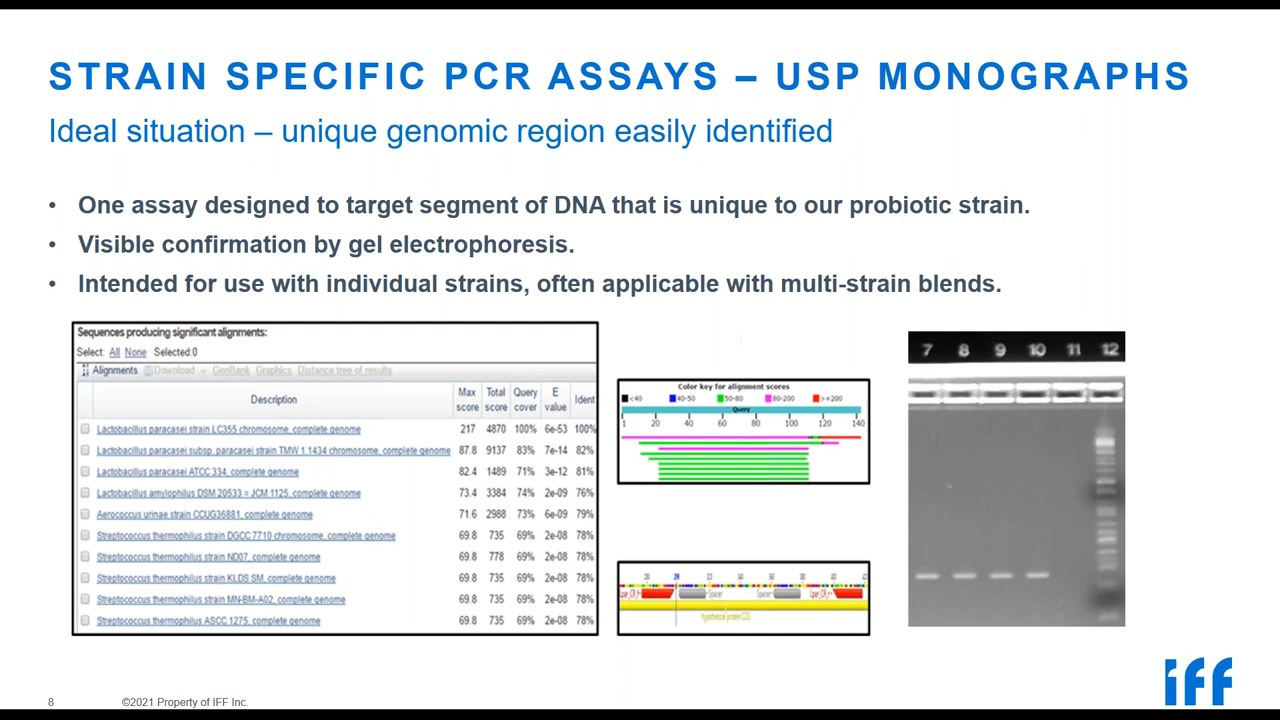 STRAIN SPECIFIC PCR ASSAYS – USP MONOGRAPHS
Ideal situation – unique genomic region easily identified
• One assay designed to target segment of DNA that is unique to our probiotic strain.
• Visible confirmation by gel electrophoresis.
• Intended for use with individual strains, often applicable with multi-strain blends.
Sequences producing significant alignments:
Select: All None Selected:0
Alignments Download GenBank Graphics Distance tree of results
Description Max score Total score Query cover E value Ident
Lactobacillus paracasei strain LC355 chromosome, complete genome 217 4870 100% 6e-53 100%
Lactobacillus paracasei subsp. paracasei strain TMW 1.1434 chromosome, complete genome 87.8 9137 83% 7e-14 82%
Lactobacillus paracasei ATCC 334, complete genome 82.4 1489 71% 3e-12 81%
Lactobacillus amylophilus DSM 20533 = JCM 1125, complete genome 73.4 3384 74% 2e-09 76%
Aerococcus urinae strain CCUG36881, complete genome 71.6 2988 73% 6e-09 79%
Streptococcus thermophilus strain DGCC 7710 chromosome, complete genome 69.8 735 69% 2e-08 78%
Streptococcus thermophilus strain ND07, complete genome 69.8 778 69% 2e-08 78%
Streptococcus thermophilus strain KLDS SM, complete genome 69.8 735 69% 2e-08 78%
Streptococcus thermophilus strain MN-BM-A02, complete genome 69.8 735 69% 2e-08 78%
Streptococcus thermophilus strain ASCC 1275, complete genome 69.8 735 69% 2e-08 78%
Color key for alignment scores
<40 40-50 50-80 80-200 >=200
Query
1 20 40 60 80 100 120 140
Spacer Spacer
hypothetical protein CDS
7 8 9 10 11 12
iff
8 ©2021 Property of IFF Inc.